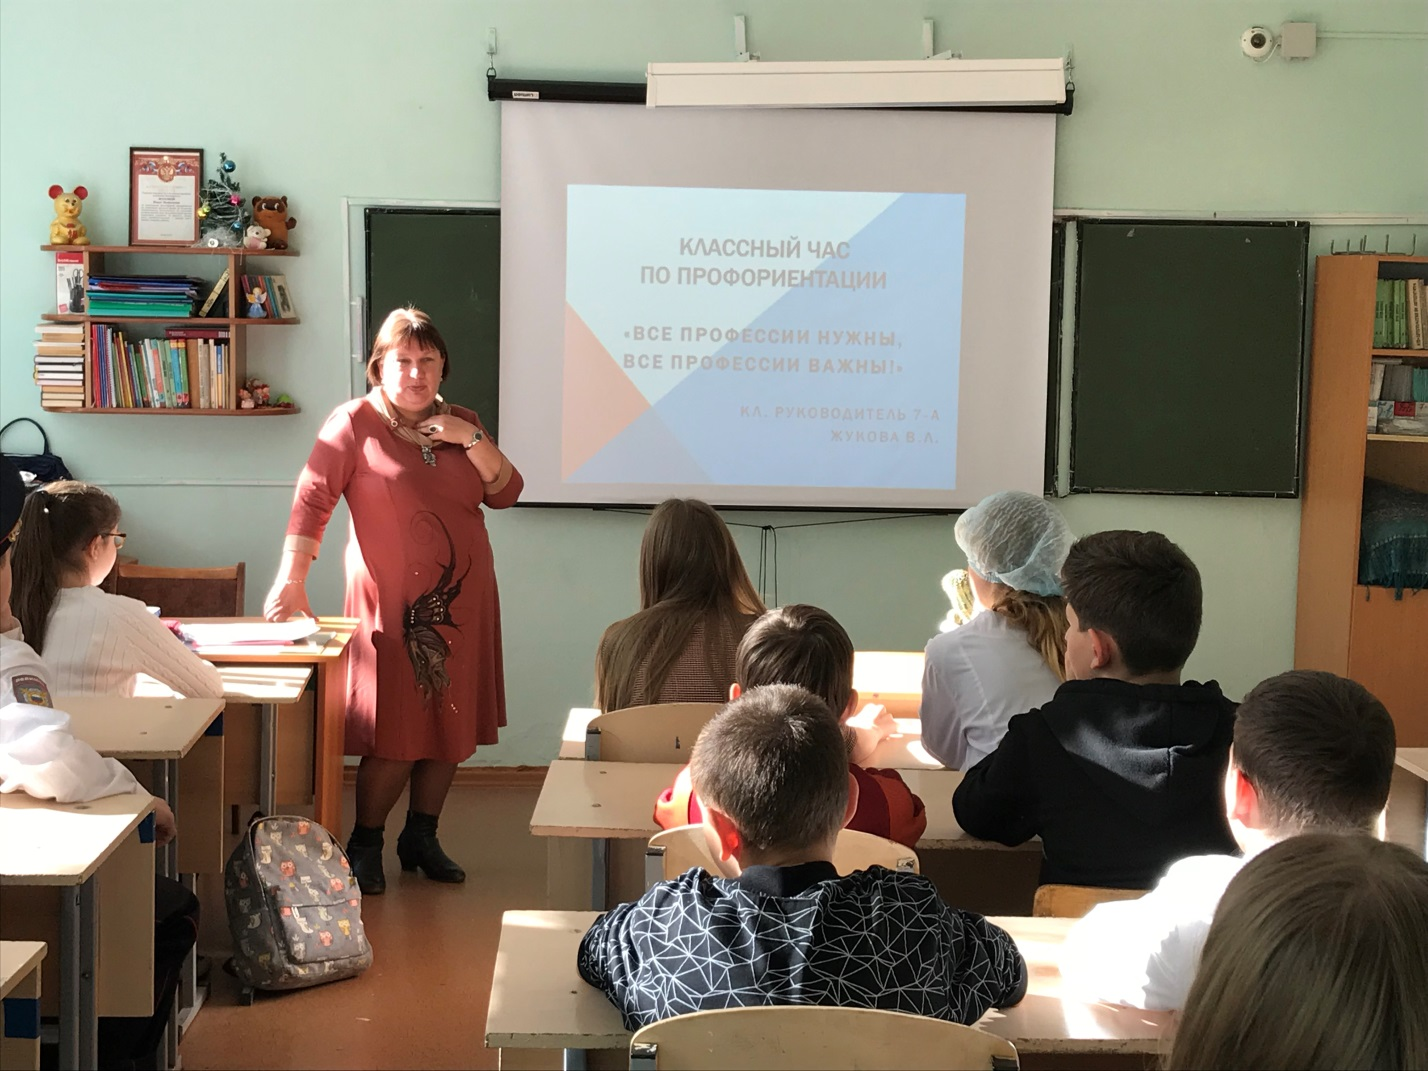 КЛАССНЫЙ ЧАС
ПО ПРОФОРИЕНТАЦИИ
«ВСЕ ПРОФЕССИИ НУЖНЫ,
ВСЕ ПРОФЕССИИ ВАЖНЫ!»
КЛ. РУКОВОДИТЕЛЬ 7-А
ЖУКОВА В.А.